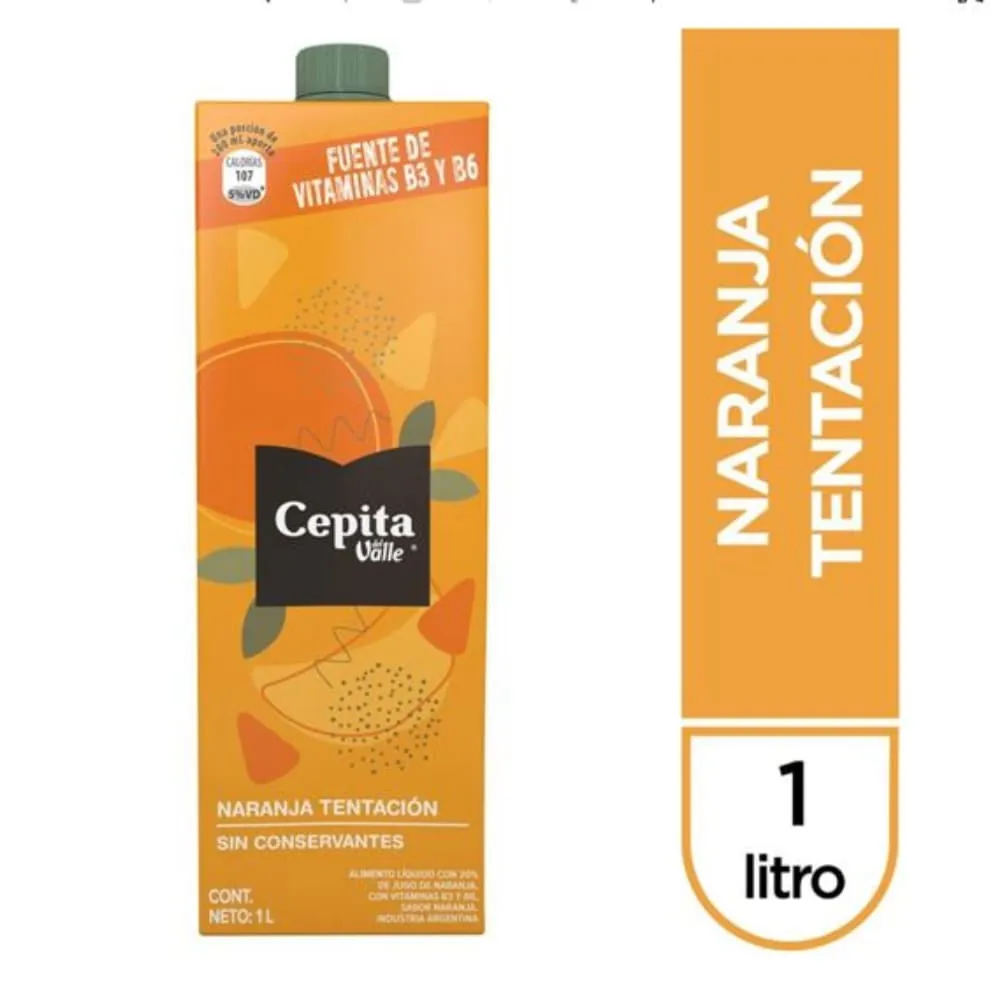 Una porción de
200 mL aporta
CALORÍAS
107
5%VD*
FUENTE DE
VITAMINAS B3 Y B6
Cepita
del
Valle ®
NARANJA TENTACIÓN
SIN CONSERVANTES
ALIMENTO LÍQUIDO CON 20%
DE JUGO DE NARANJA,
CON VITAMINAS B3 Y B6,
SABOR NARANJA.
INDUSTRIA ARGENTINA
CONT.
NETO: 1 L
NARANJA
TENTACIÓN
1
litro